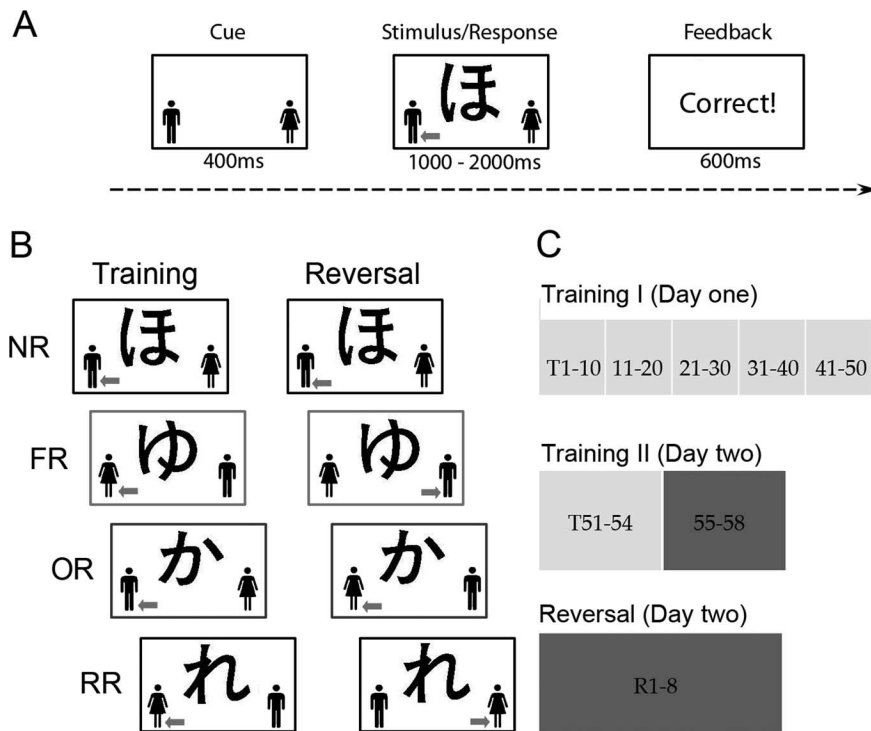 A
Cue
Stimulus/Response
Feedback
ほ
Correct!
400ms
1000 - 2000ms
600ms
B
Training
Reversal
NR
ほ
ほ
FR
ゆ
ゆ
OR
か
か
RR
れ
れ
C
Training I (Day one)
T1-10 11-20 21-30 31-40 41-50
Training II (Day two)
T51-54 55-58
Reversal (Day two)
R1-8